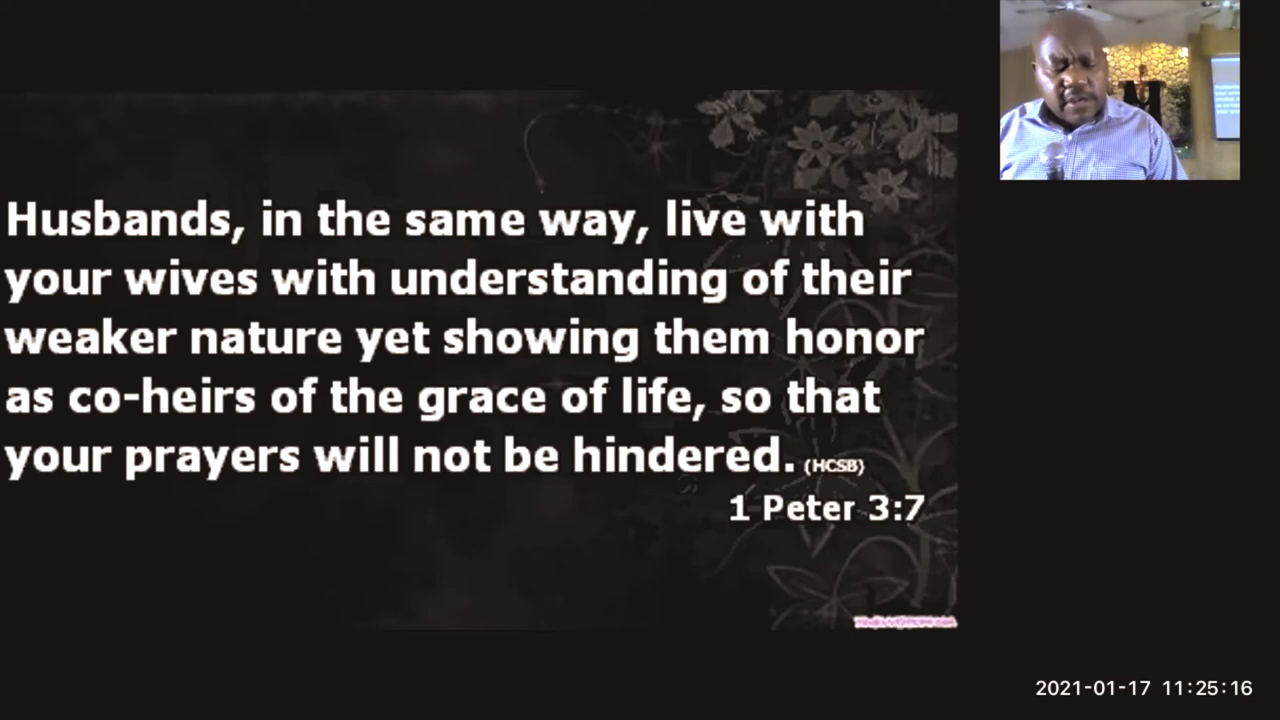 Husbands, in the same way, live with
your wives with understanding of their
weaker nature yet showing them honor
as co-heirs of the grace of life, so that
your prayers will not be hindered. (HCSB)
1 Peter 3:7
2021-01-17 11:25:16